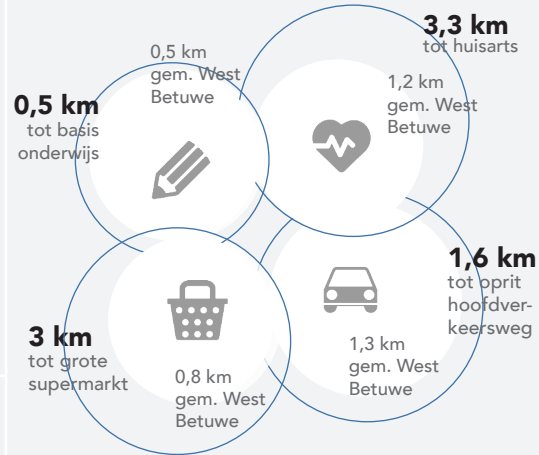 0,5 km
tot basis
onderwijs
0,5 km
gem. West
Betuwe
3,3 km
tot huisarts
1,2 km
gem. West
Betuwe
3 km
tot grote
supermarkt
0,8 km
gem. West
Betuwe
1,6 km
tot oprit
hoofdver-
keersweg
1,3 km
gem. West
Betuwe